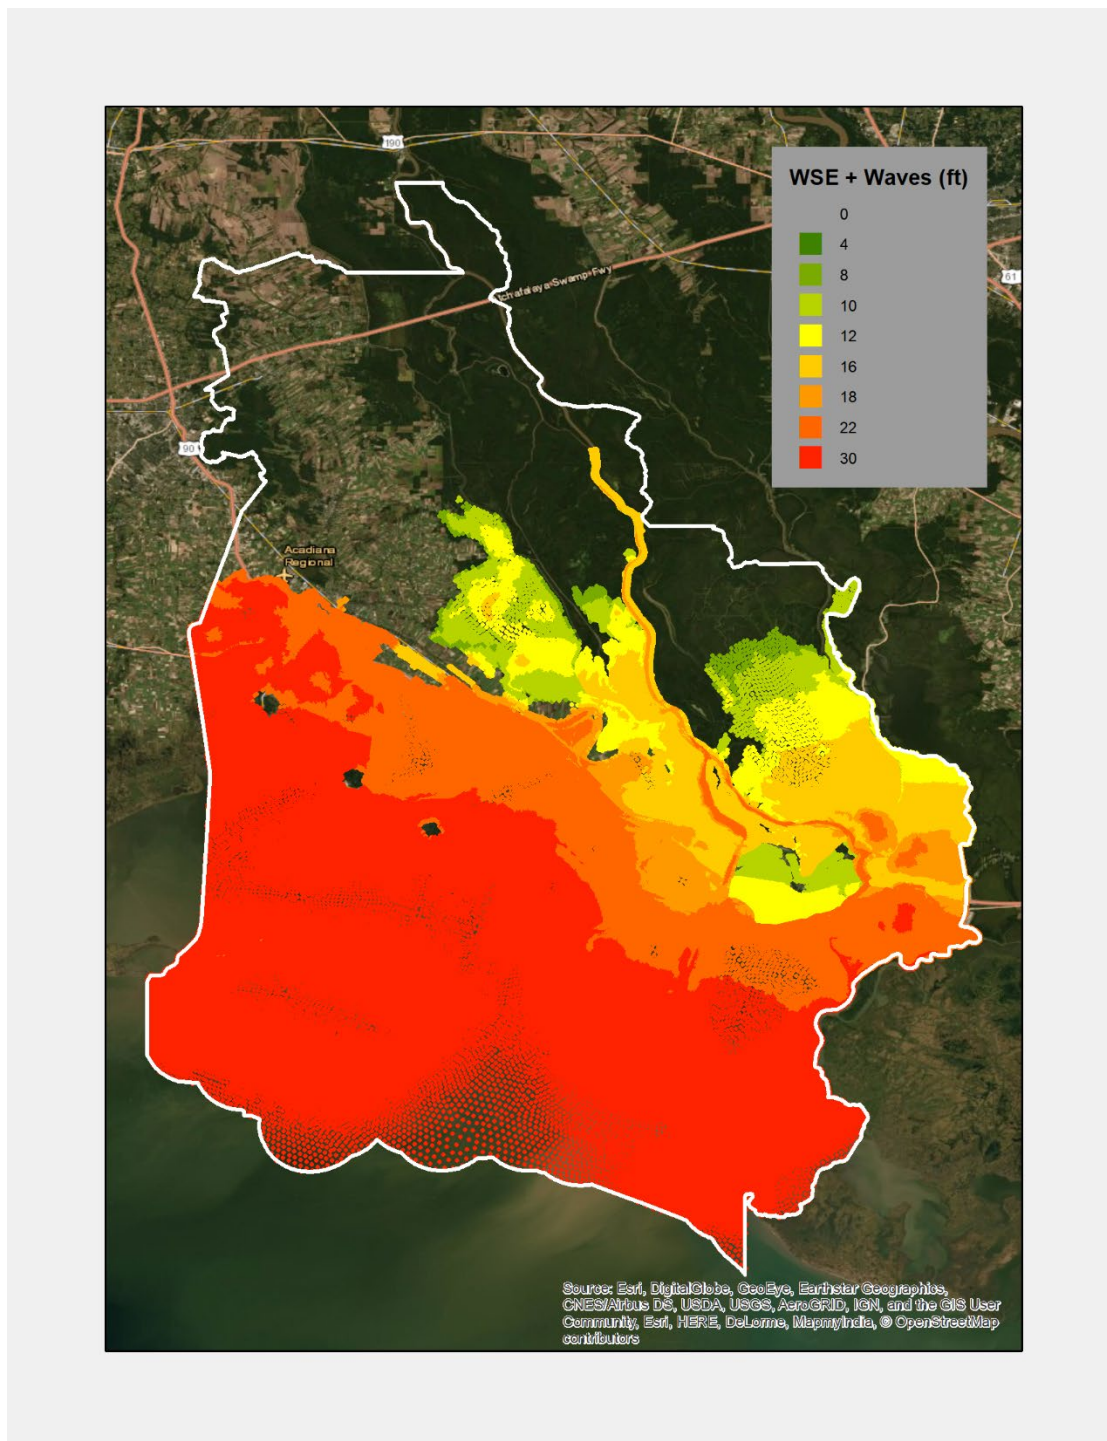 190
WSE + Waves (ft)
0
4
8
10
12
16
18
22
30
61
tchafalaya Swamp Fwy
90
Acadiana
Regional
Source: Esri, DigitalGlobe, GeoEye, Earthstar Geographics,
CNES/Airbus DS, USDA, USGS, AeroGRID, IGN, and the GIS User
Community, Esri, HERE, DeLorme, MapmyIndia, © OpenStreetMap
contributors